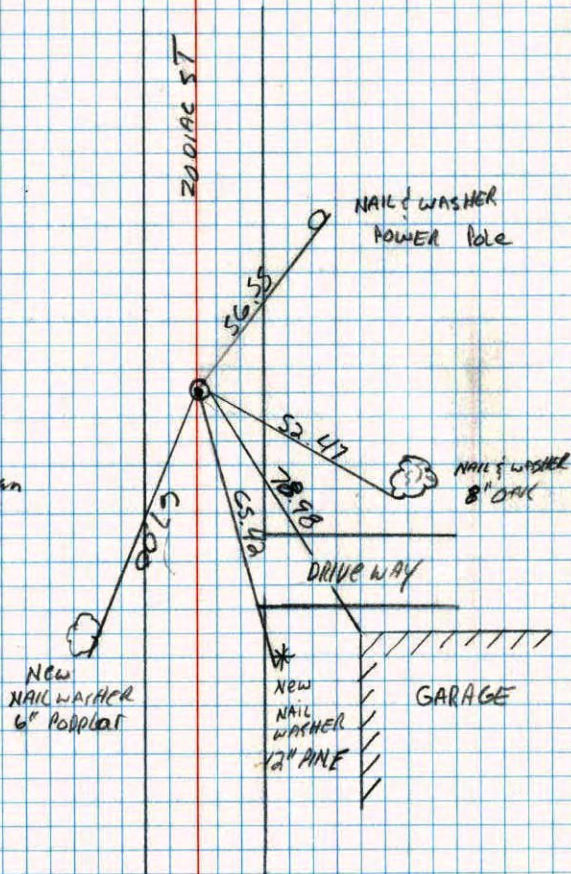 ZODIAC ST
NAIL & WASHER
POWER Pole
56.55
52.47
NAIL & WASHER
8" OAK
78.98
65.42
DRIVE WAY
NEW
NAIL WASHER
NEW
NAIL
WASHER
12" PINE
GARAGE
6"